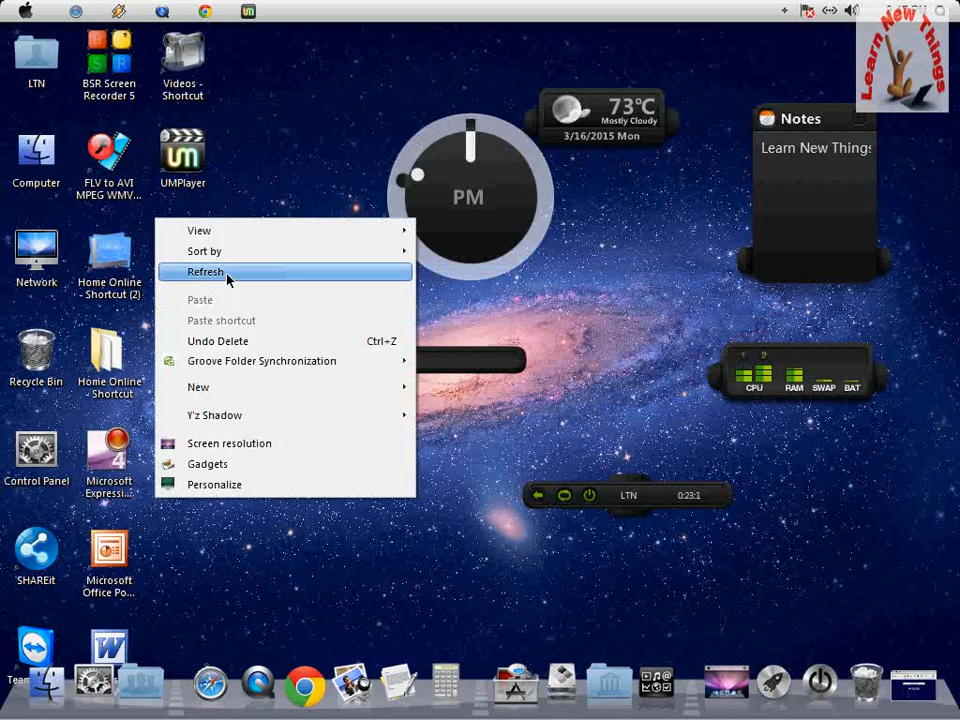 LTN
BSR Screen
Recorder 5
Videos -
Shortcut
Computer
FLV to AVI
MPEG WMV...
UMPlayer
Network
Home Online
- Shortcut (2)
Recycle Bin
Home Online
- Shortcut
Control Panel
4
Microsoft
Expressi...
SHAREit
Microsoft
Office Po...
View
Sort by
Refresh
Paste
Paste shortcut
Undo Delete Ctrl+Z
Groove Folder Synchronization
New
Y'z Shadow
Screen resolution
Gadgets
Personalize
PM
73°C
Mostly Cloudy
3/16/2015 Mon
Learn New Things
Notes
Learn New Things
1 2
CPU RAM SWAP BAT
LTN 0:23:1